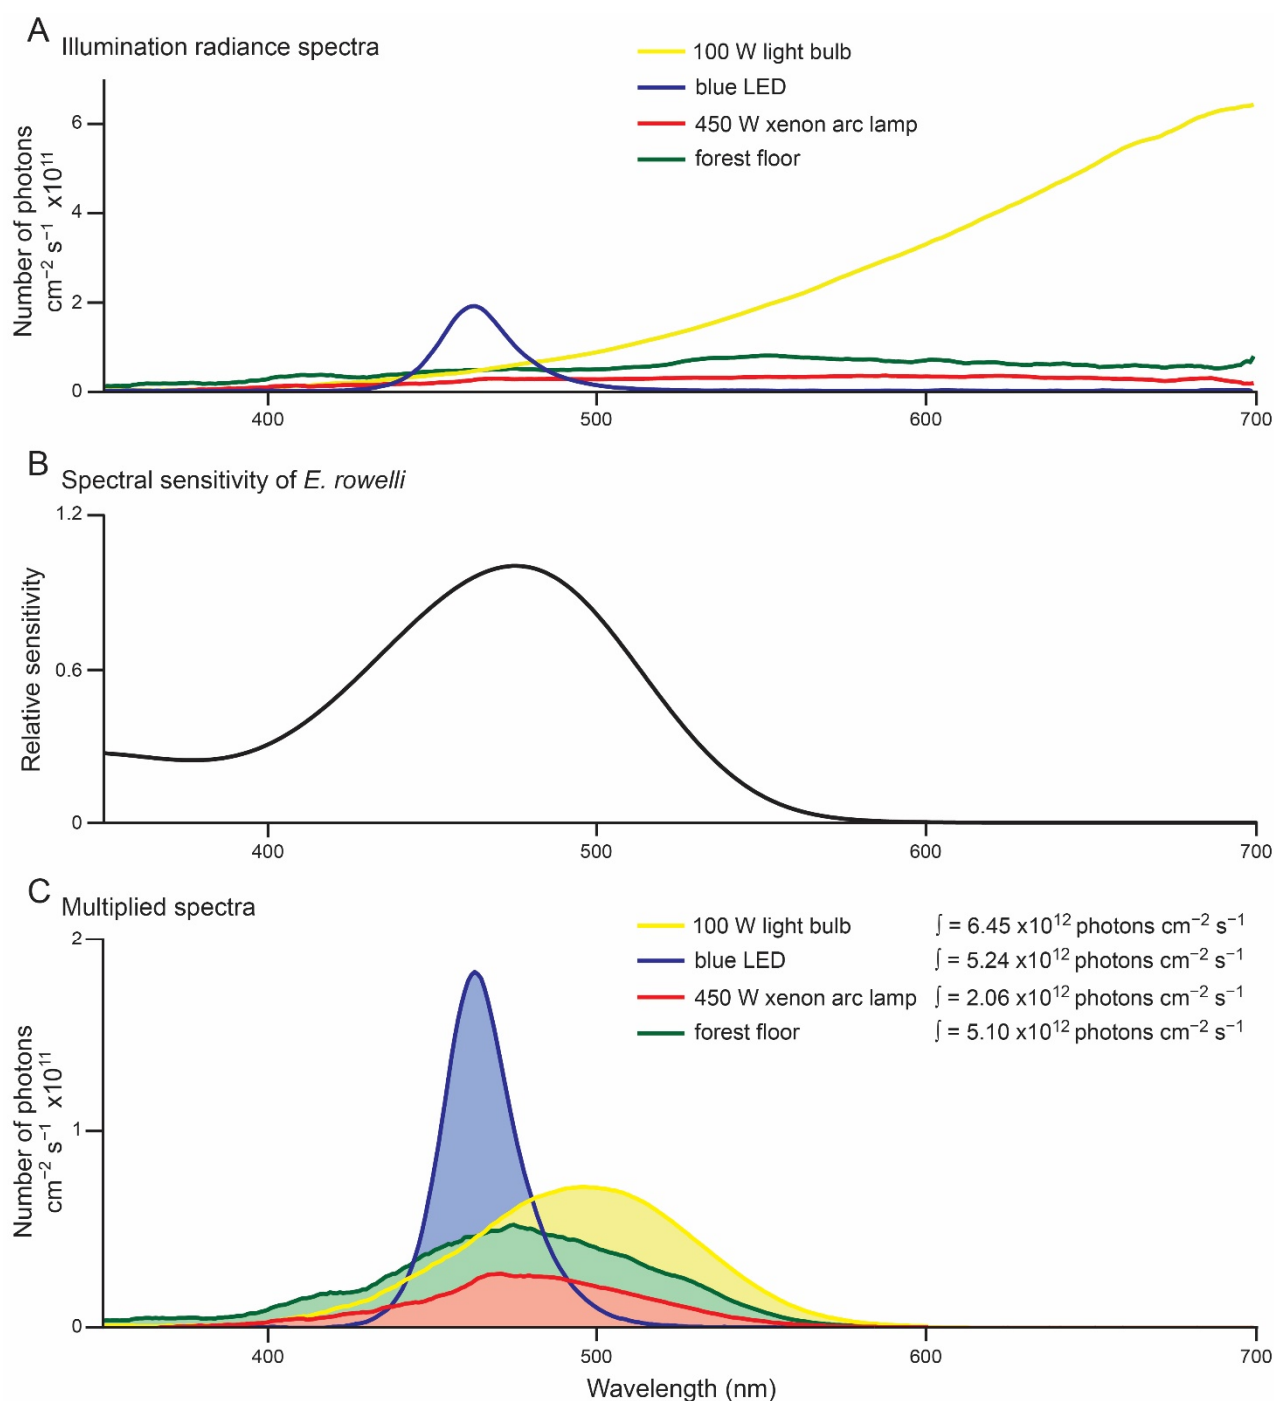 A
Illumination radiance spectra
100 W light bulb
blue LED
450 W xenon arc lamp
forest floor
Number of photons
cm⁻² s⁻¹ x10¹¹
6
4
2
0
400
500
600
700
B
Spectral sensitivity of E. rowelli
Relative sensitivity
1.2
0.6
0
400
500
600
700
C
Multiplied spectra
100 W light bulb ∫ = 6.45 x10¹² photons cm⁻² s⁻¹
blue LED ∫ = 5.24 x10¹² photons cm⁻² s⁻¹
450 W xenon arc lamp ∫ = 2.06 x10¹² photons cm⁻² s⁻¹
forest floor ∫ = 5.10 x10¹² photons cm⁻² s⁻¹
Number of photons
cm⁻² s⁻¹ x10¹¹
2
1
0
400
500
600
700
Wavelength (nm)